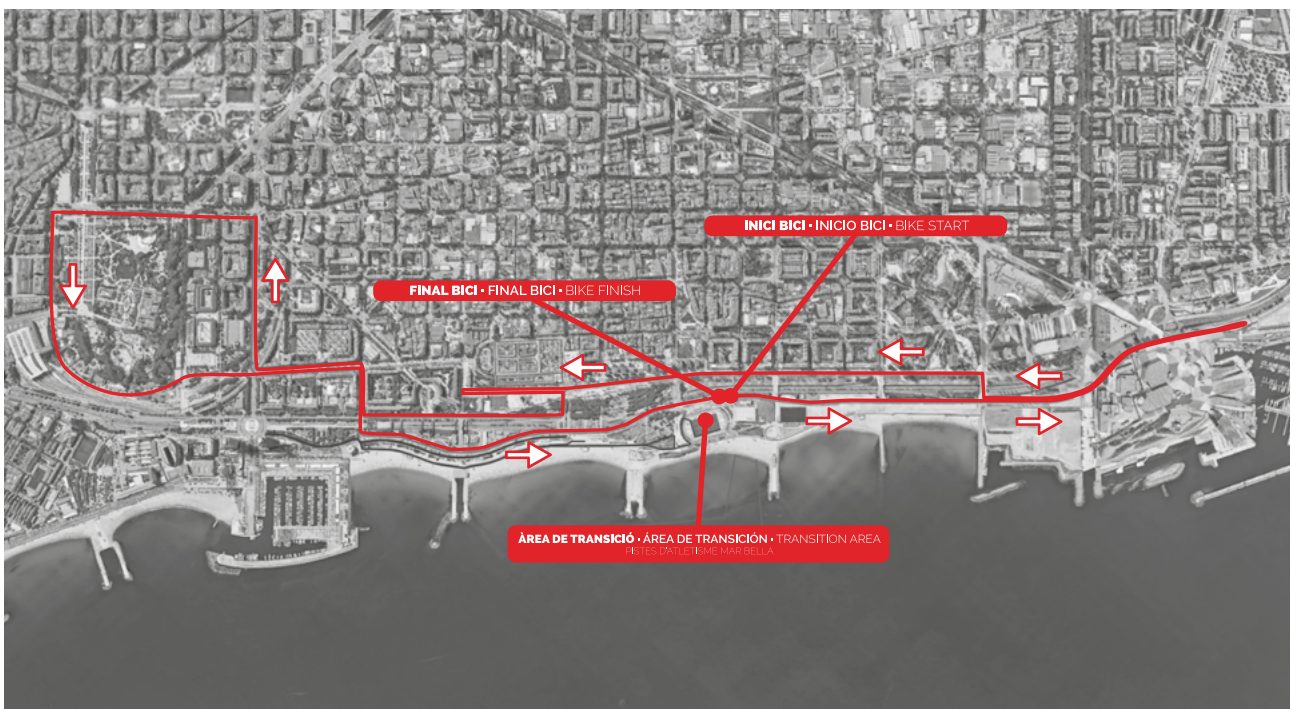 INICI BICI • INICIO BICI • BIKE START
FINAL BICI • FINAL BICI • BIKE FINISH
ÀREA DE TRANSICIÓ • ÁREA DE TRANSICIÓN • TRANSITION AREA
PISTES D'ATLETISME MAR BELLA